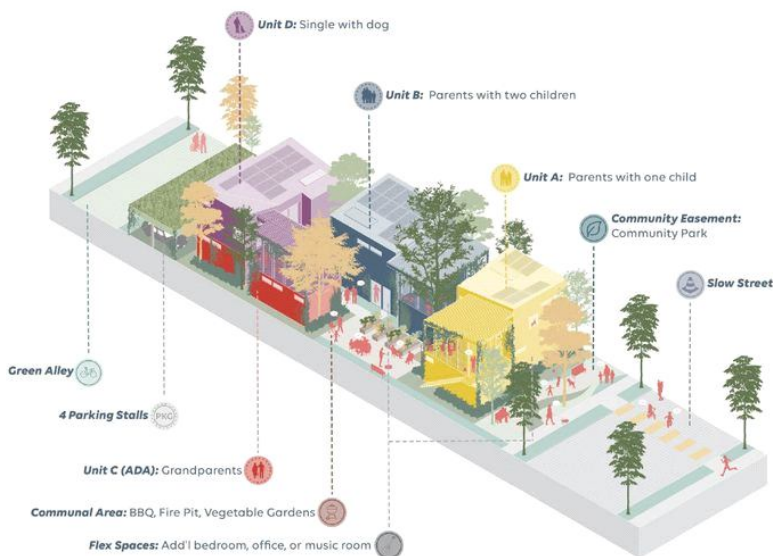 Unit D: Single with dog
Unit B: Parents with two children
Unit A: Parents with one child
Community Easement:
Community Park
Slow Street
Green Alley
4 Parking Stalls
PKG
Unit C (ADA): Grandparents
Communal Area: BBQ, Fire Pit, Vegetable Gardens
Flex Spaces: Add'l bedroom, office, or music room